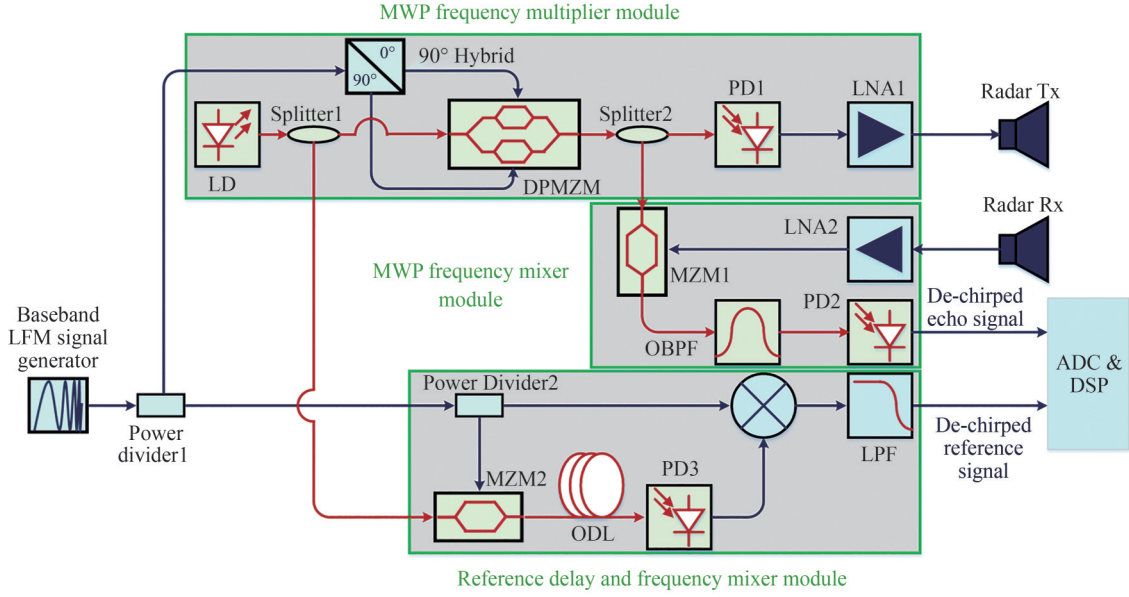 MWP frequency multiplier module
0°
90°
90° Hybrid
PD1
LNA1
Radar Tx
Splitter1
Splitter2
LD
DPMZM
Radar Rx
LNA2
MZM1
MWP frequency mixer
module
PD2
De-chirped
echo signal
OBPF
Baseband
LFM signal
generator
ADC &
DSP
Power Divider2
Power
divider1
LPF
De-chirped
reference
signal
MZM2
PD3
ODL
Reference delay and frequency mixer module